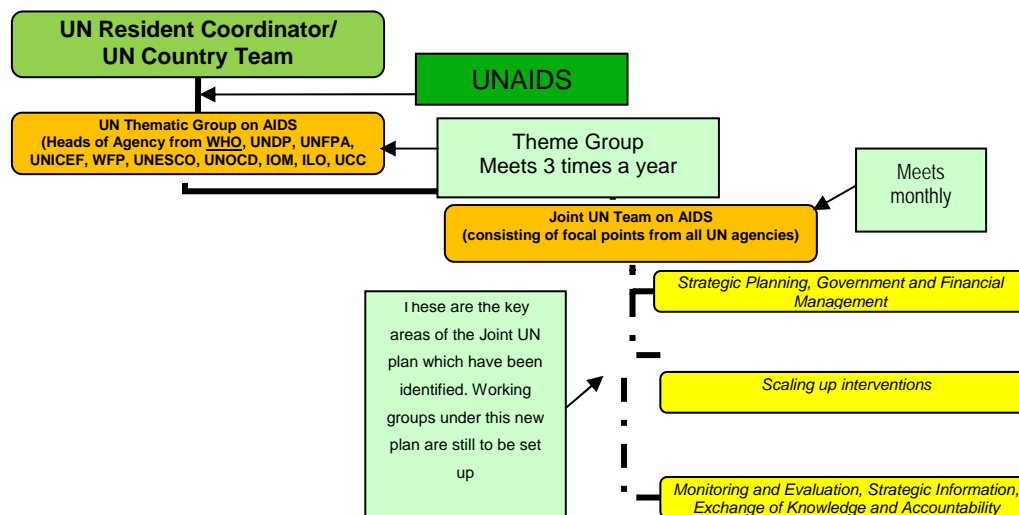 UN Resident Coordinator/
UN Country Team
UNAIDS
UN Thematic Group on AIDS
(Heads of Agency from WHO, UNDP, UNFPA,
UNICEF, WFP, UNESCO, UNOCD, IOM, ILO, UCC
Theme Group
Meets 3 times a year
Meets
monthly
Joint UN Team on AIDS
(consisting of focal points from all UN agencies)
Strategic Planning, Government and Financial
Management
These are the key
areas of the Joint UN
plan which have been
identified. Working
groups under this new
plan are still to be set
up
Scaling up interventions
Monitoring and Evaluation, Strategic Information,
Exchange of Knowledge and Accountability